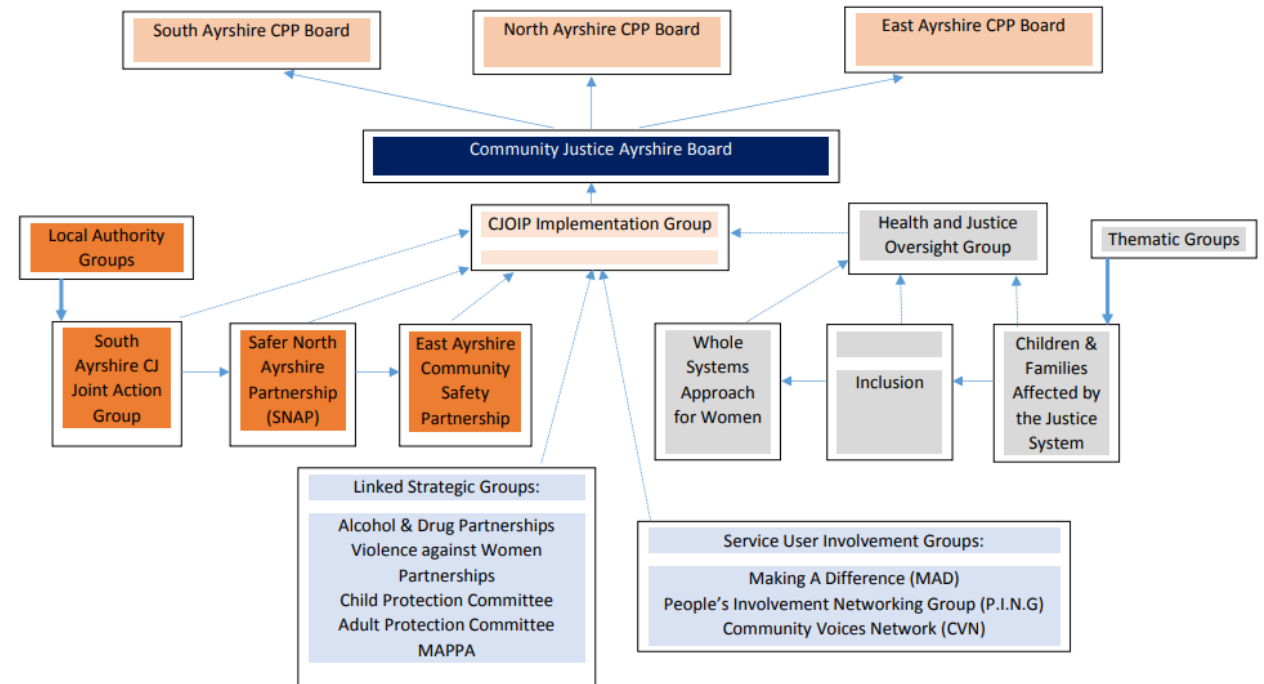 South Ayrshire CPP Board
North Ayrshire CPP Board
East Ayrshire CPP Board
Community Justice Ayrshire Board
Local Authority
Groups
CJOIP Implementation Group
Health and Justice
Oversight Group
Thematic Groups
South
Ayrshire CJ
Joint Action
Group
Safer North
Ayrshire
Partnership
(SNAP)
East Ayrshire
Community
Safety
Partnership
Whole
Systems
Approach
for Women
Inclusion
Children &
Families
Affected by
the Justice
System
Linked Strategic Groups:
Alcohol & Drug Partnerships
Violence against Women
Partnerships
Child Protection Committee
Adult Protection Committee
MAPPA
Service User Involvement Groups:
Making A Difference (MAD)
People’s Involvement Networking Group (P.I.N.G)
Community Voices Network (CVN)